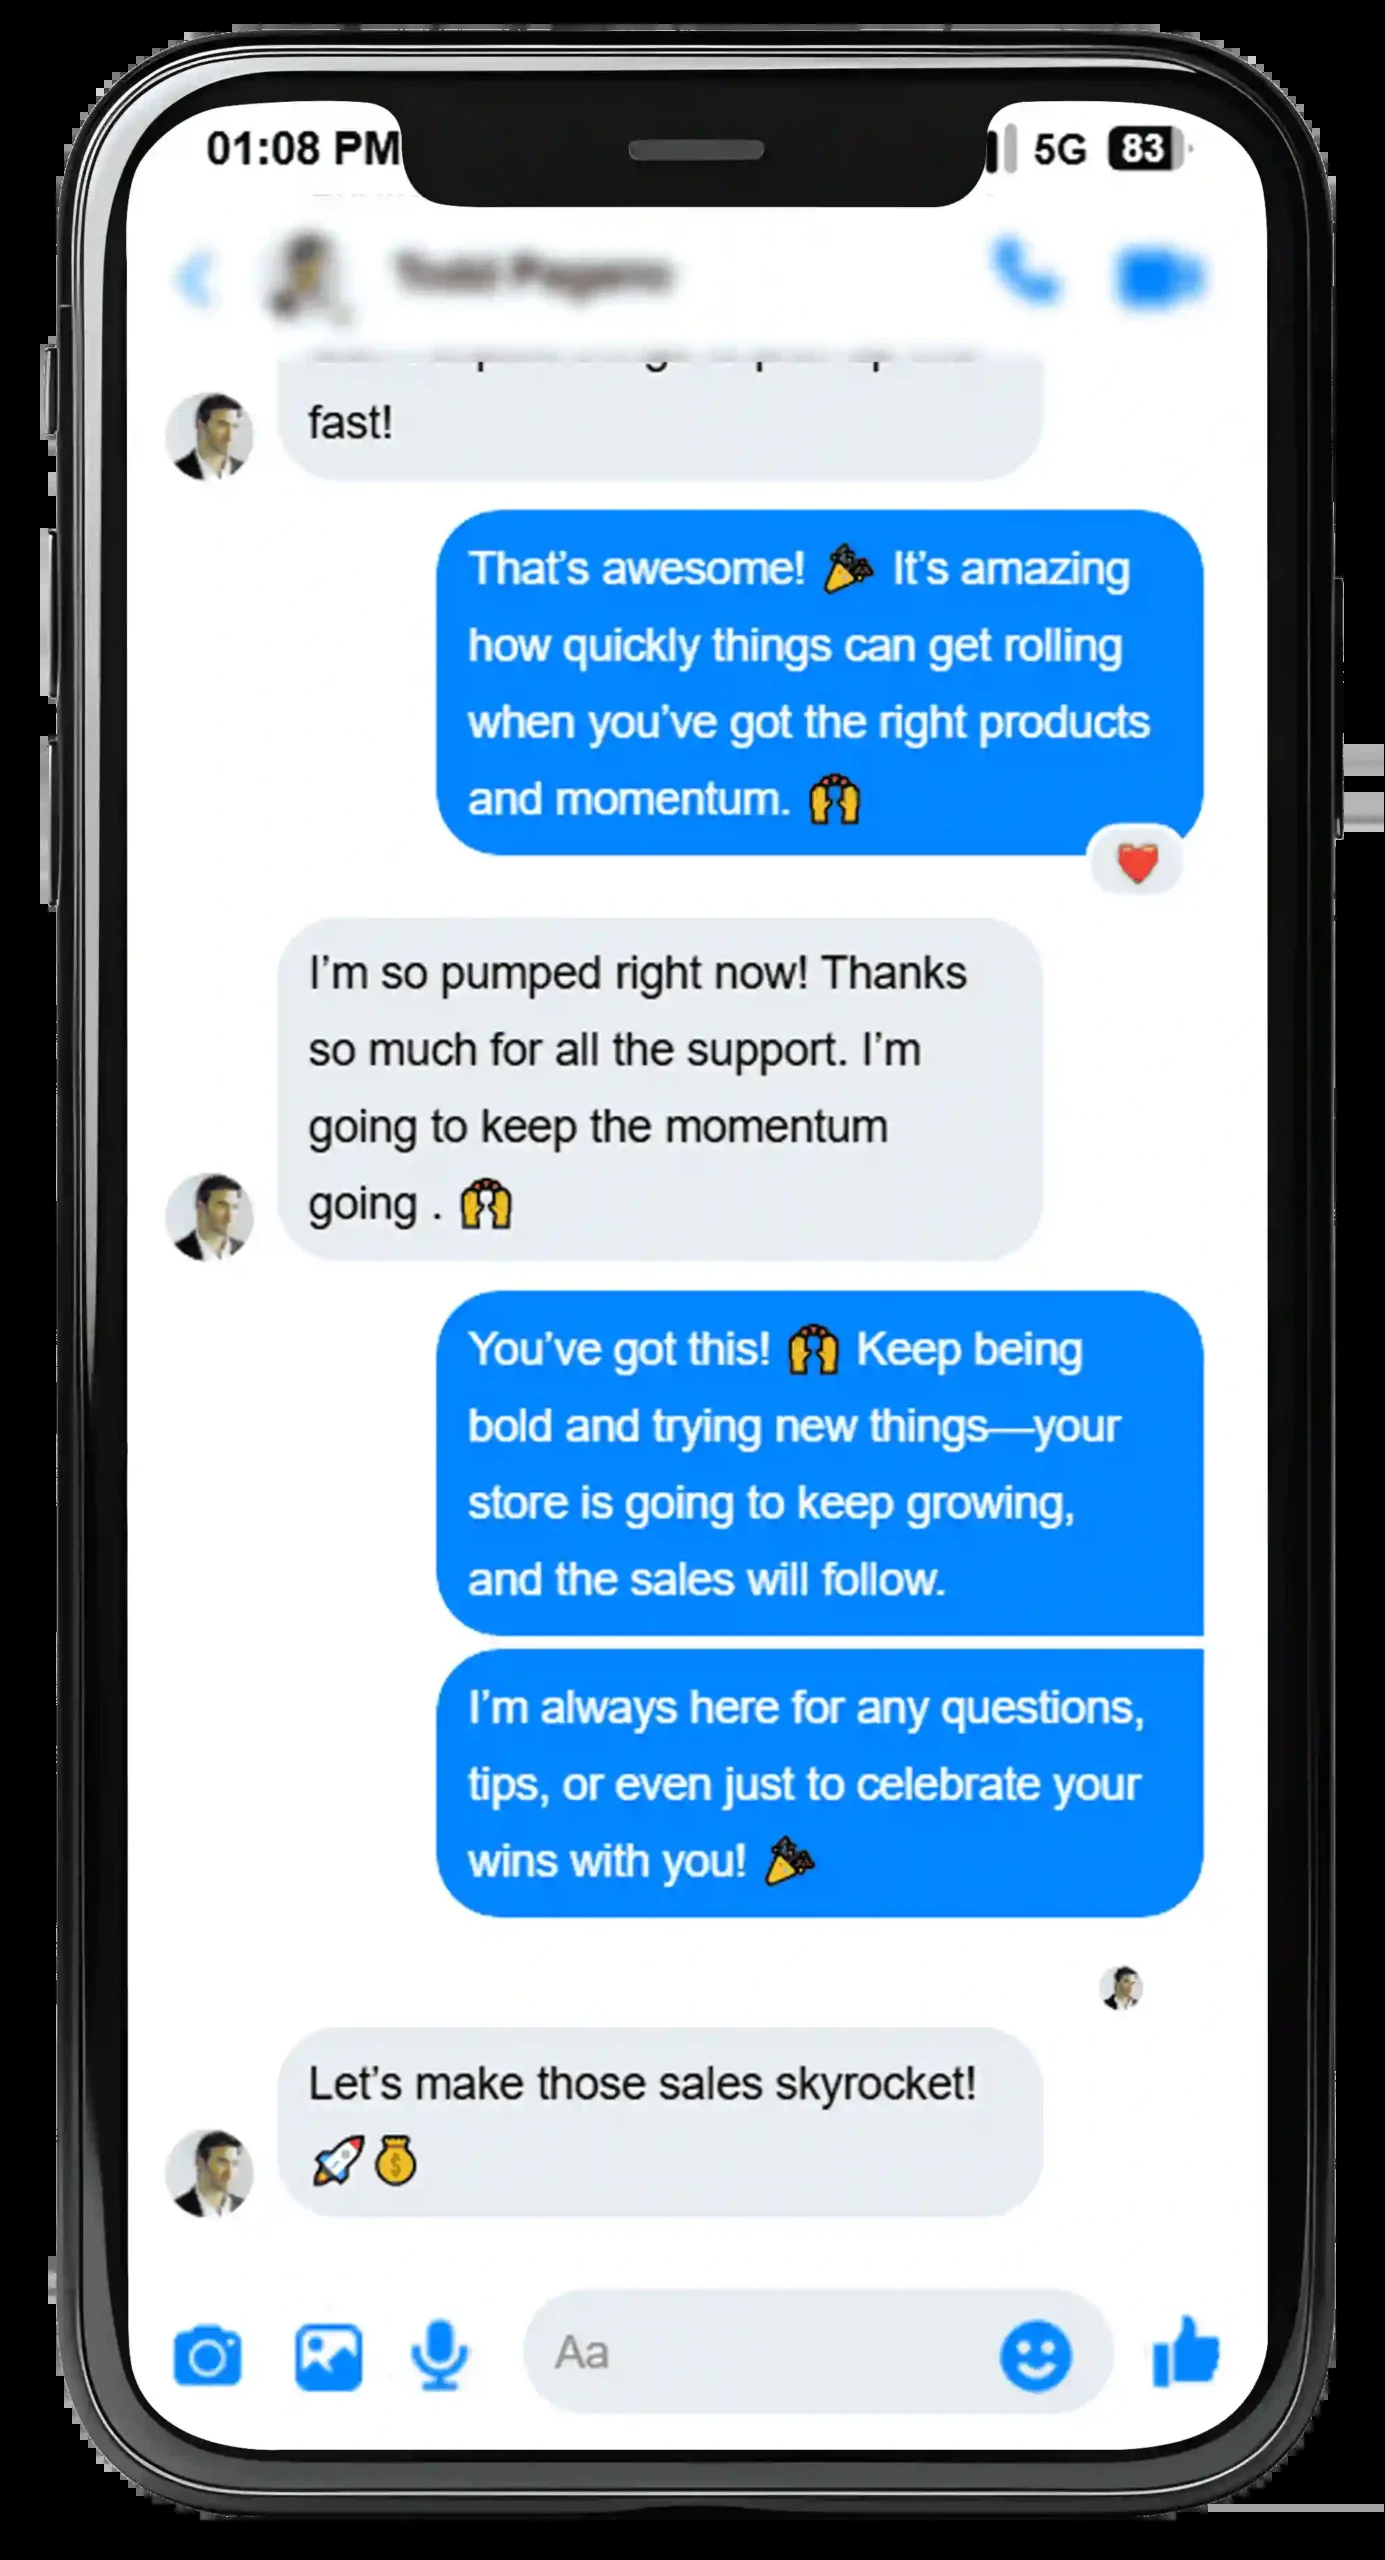 01:08 PM
5G 83
fast!
That's awesome! 🎉 It's amazing
how quickly things can get rolling
when you've got the right products
and momentum. 🙌
I'm so pumped right now! Thanks
so much for all the support. I'm
going to keep the momentum
going . 🙌
You've got this! 🙌 Keep being
bold and trying new things—your
store is going to keep growing,
and the sales will follow.
I'm always here for any questions,
tips, or even just to celebrate your
wins with you! 🎉
Let's make those sales skyrocket!
🚀💰
Aa